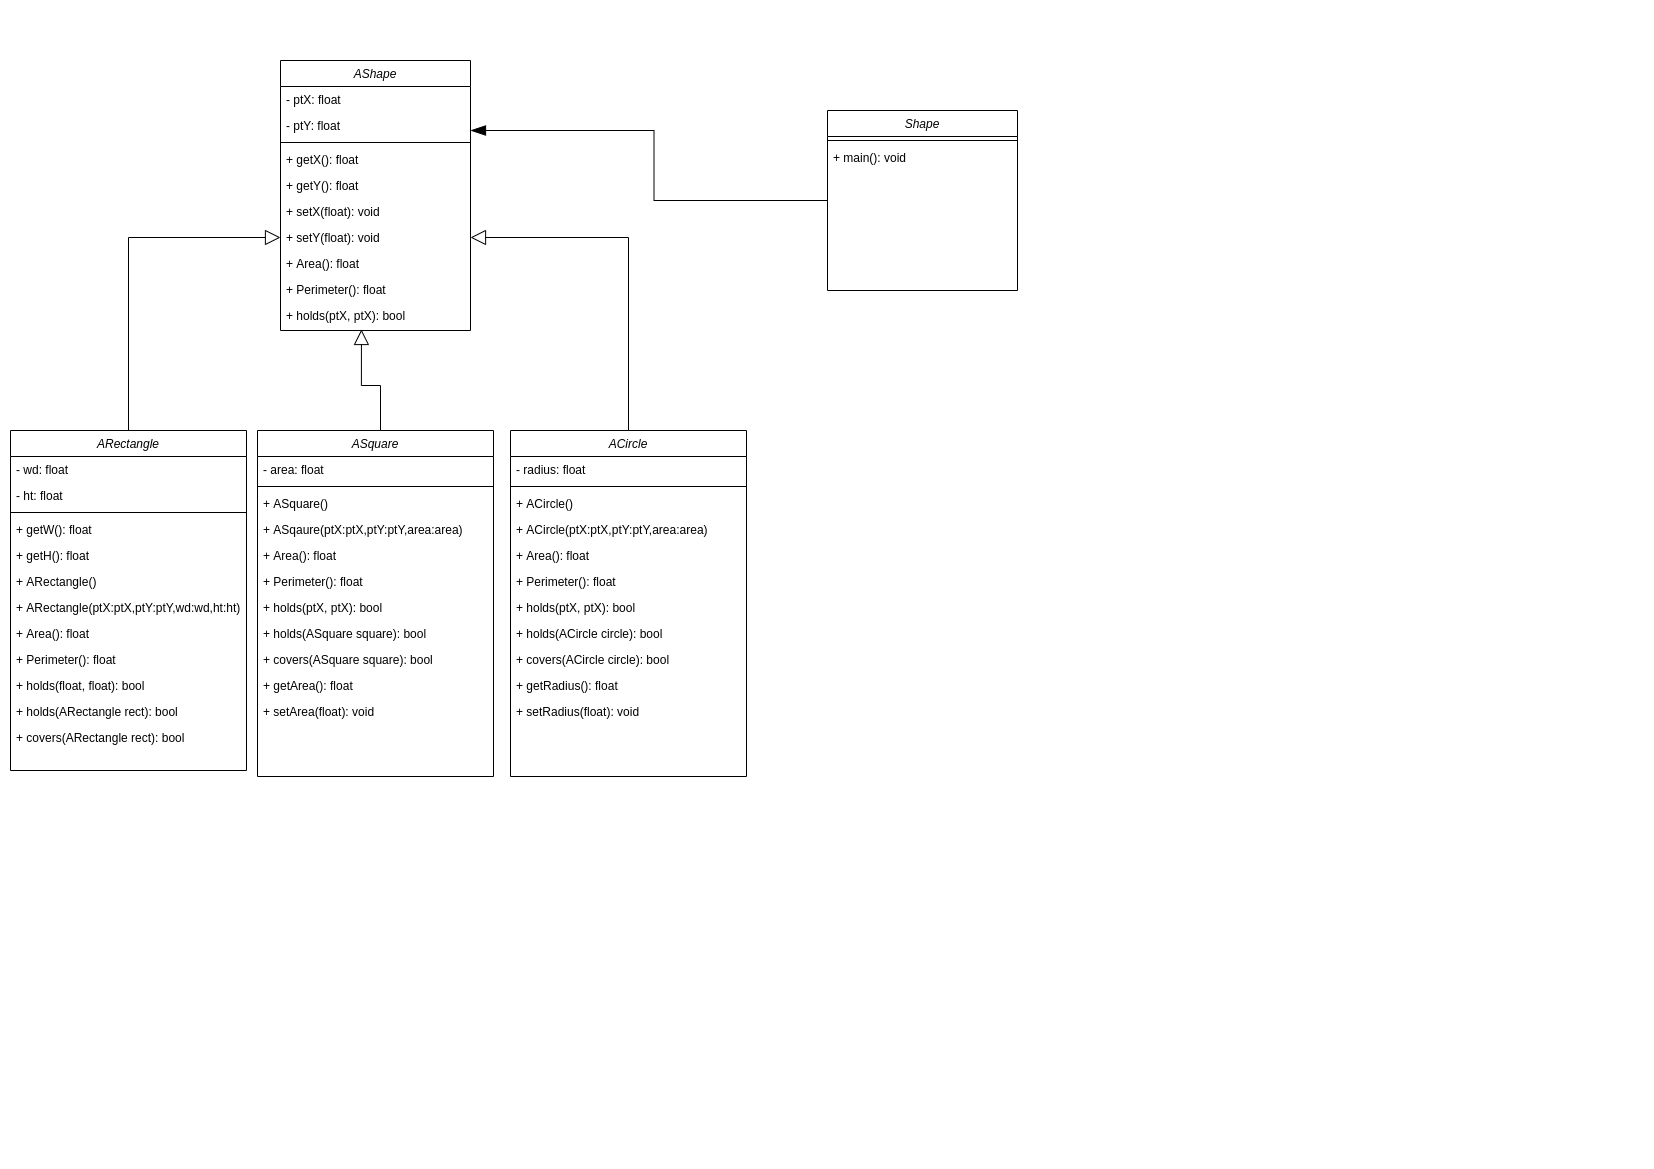 AShape
- ptX: float
- ptY: float
+ getX(): float
+ getY(): float
+ setX(float): void
+ setY(float): void
+ Area(): float
+ Perimeter(): float
+ holds(ptX, ptX): bool
Shape
+ main(): void
ARectangle
- wd: float
- ht: float
+ getW(): float
+ getH(): float
+ ARectangle()
+ ARectangle(ptX:ptX,ptY:ptY,wd:wd,ht:ht)
+ Area(): float
+ Perimeter(): float
+ holds(float, float): bool
+ holds(ARectangle rect): bool
+ covers(ARectangle rect): bool
ASquare
- area: float
+ ASquare()
+ ASqaure(ptX:ptX,ptY:ptY,area:area)
+ Area(): float
+ Perimeter(): float
+ holds(ptX, ptX): bool
+ holds(ASquare square): bool
+ covers(ASquare square): bool
+ getArea(): float
+ setArea(float): void
ACircle
- radius: float
+ ACircle()
+ ACircle(ptX:ptX,ptY:ptY,area:area)
+ Area(): float
+ Perimeter(): float
+ holds(ptX, ptX): bool
+ holds(ACircle circle): bool
+ covers(ACircle circle): bool
+ getRadius(): float
+ setRadius(float): void